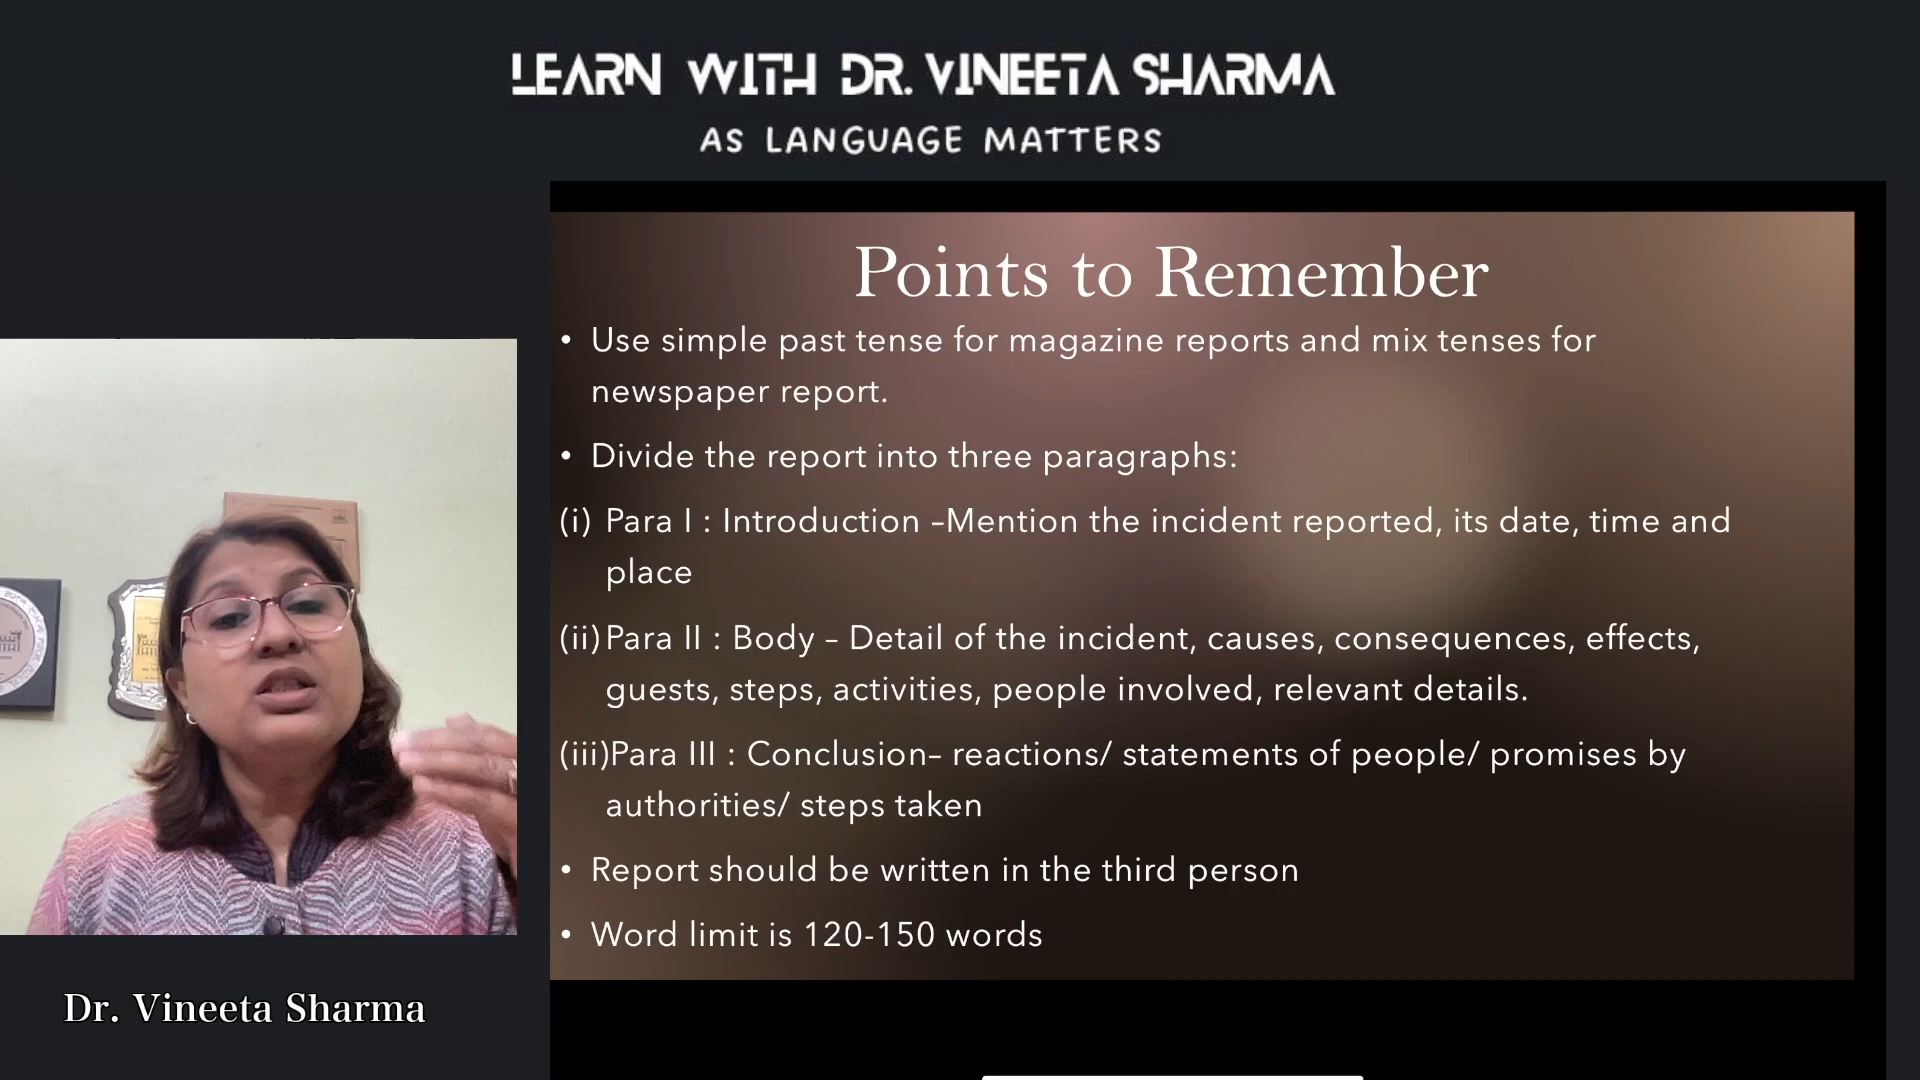 LEARN WITH DR. VINEETA SHARMA
AS LANGUAGE MATTERS
Points to Remember
• Use simple past tense for magazine reports and mix tenses for
newspaper report.
• Divide the report into three paragraphs:
(i) Para I : Introduction –Mention the incident reported, its date, time and
place
(ii) Para II : Body – Detail of the incident, causes, consequences, effects,
guests, steps, activities, people involved, relevant details.
(iii)Para III : Conclusion– reactions/ statements of people/ promises by
authorities/ steps taken
• Report should be written in the third person
• Word limit is 120-150 words
Dr. Vineeta Sharma